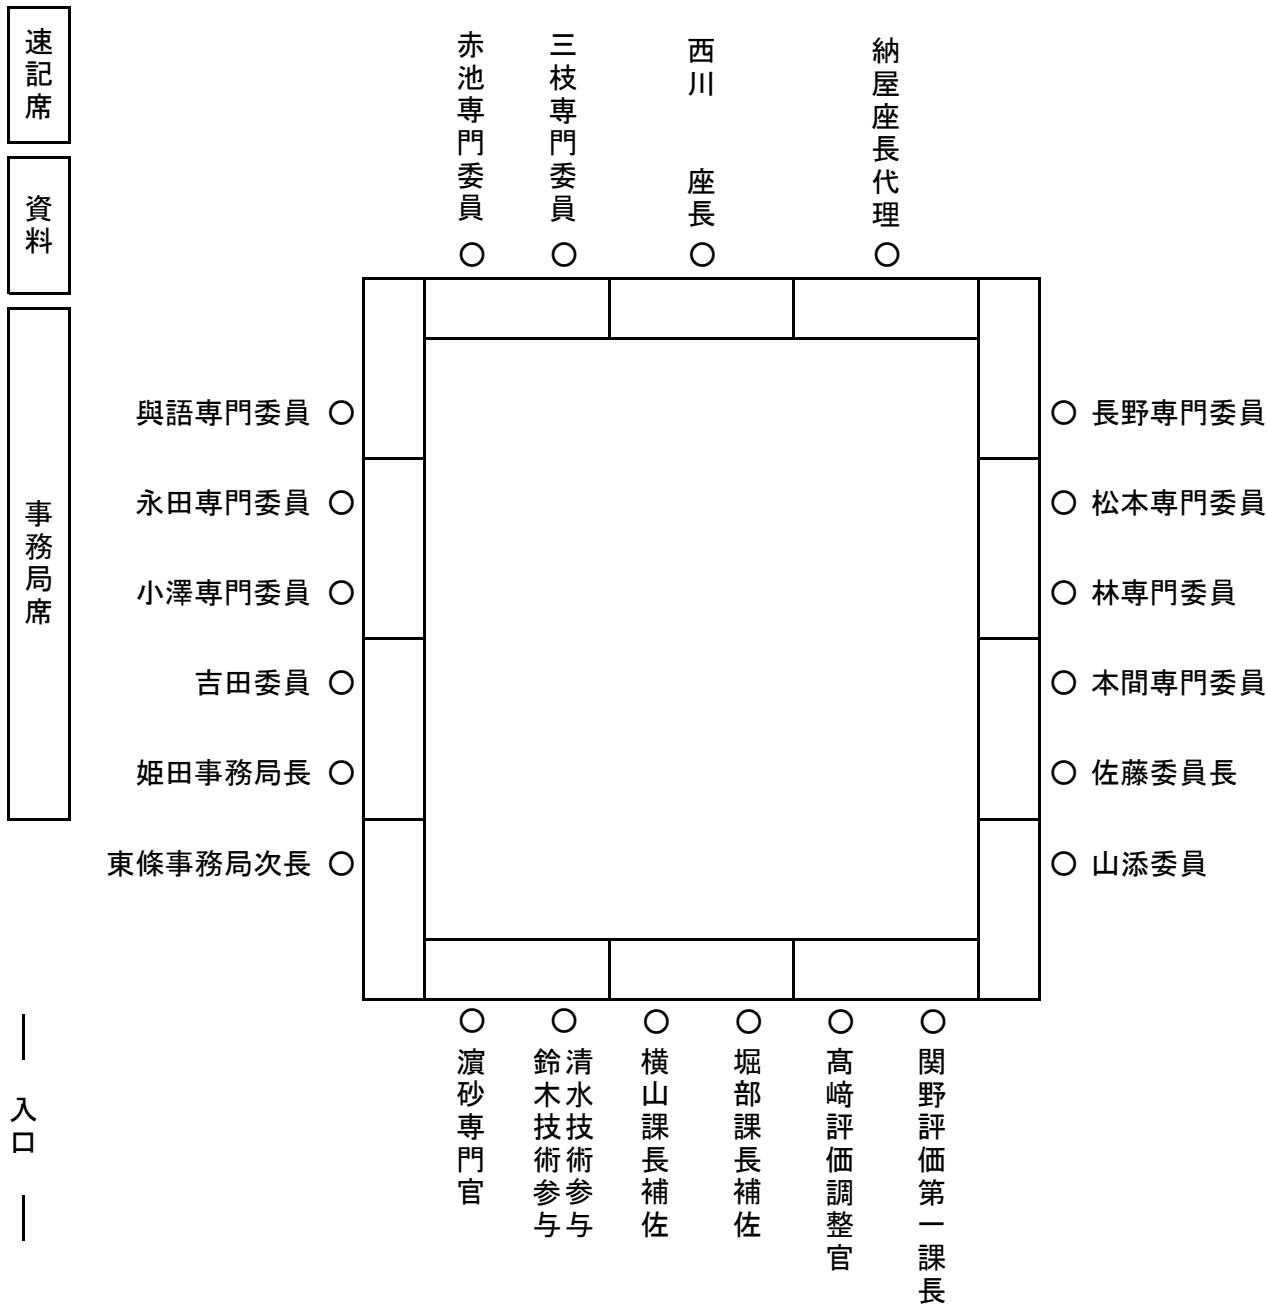 速記席
資料
事務局席
入口
赤池専門委員
三枝専門委員
西川 座長
納屋座長代理
與語専門委員
永田専門委員
小澤専門委員
吉田委員
姫田事務局長
東條事務局次長
長野専門委員
松本専門委員
林専門委員
本間専門委員
佐藤委員長
山添委員
濵砂専門官
清水技術参与
鈴木技術参与
横山課長補佐
堀部課長補佐
髙﨑評価調整官
関野評価第一課長